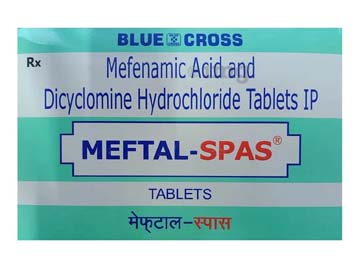 BLUE CROSS
Rx
Mefenamic Acid and
Dicyclomine Hydrochloride Tablets IP
MEFTAL-SPAS®
TABLETS
मेफ्टाल-स्पास